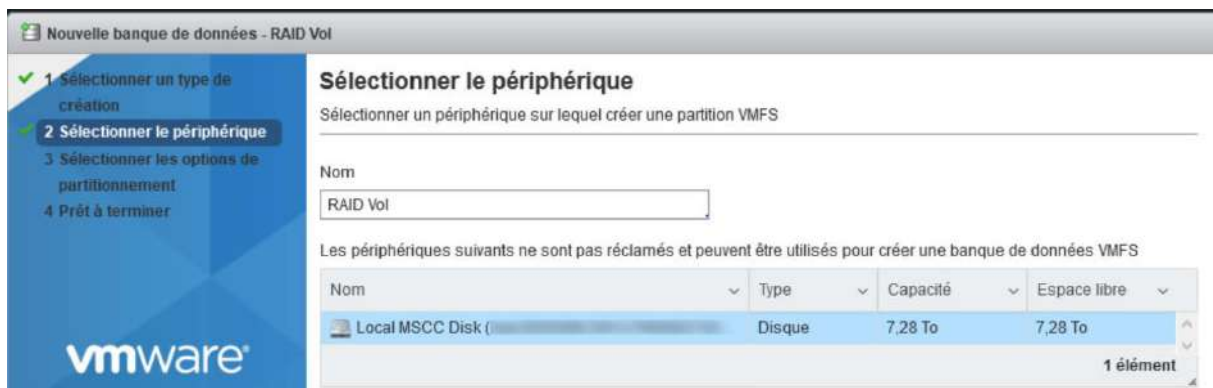 Nouvelle banque de données - RAID Vol
1 Sélectionner un type de
création
2 Sélectionner le périphérique
3 Sélectionner les options de
partitionnement
4 Prêt à terminer
vmware
Sélectionner le périphérique
Sélectionner un périphérique sur lequel créer une partition VMFS
Nom
RAID Vol
Les périphériques suivants ne sont pas réclamés et peuvent être utilisés pour créer une banque de données VMFS
Nom Type Capacité Espace libre
Local MSCC Disk ( Disque 7,28 To 7,28 To
1 élément